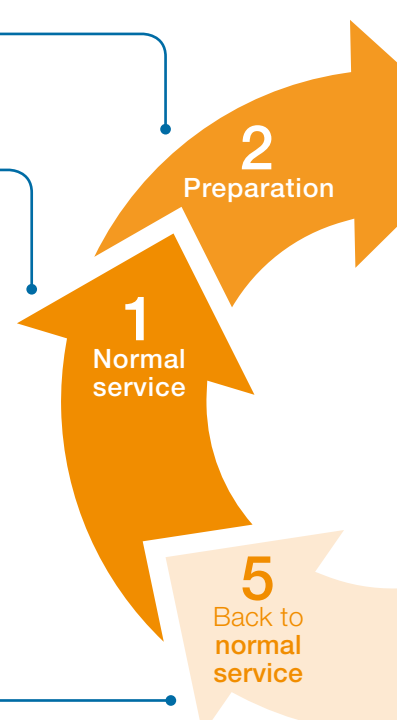 2
Preparation
1
Normal
service
5
Back to
normal
service